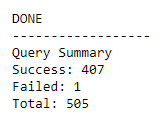 DONE
------------------
Query Summary
Success: 407
Failed: 1
Total: 505